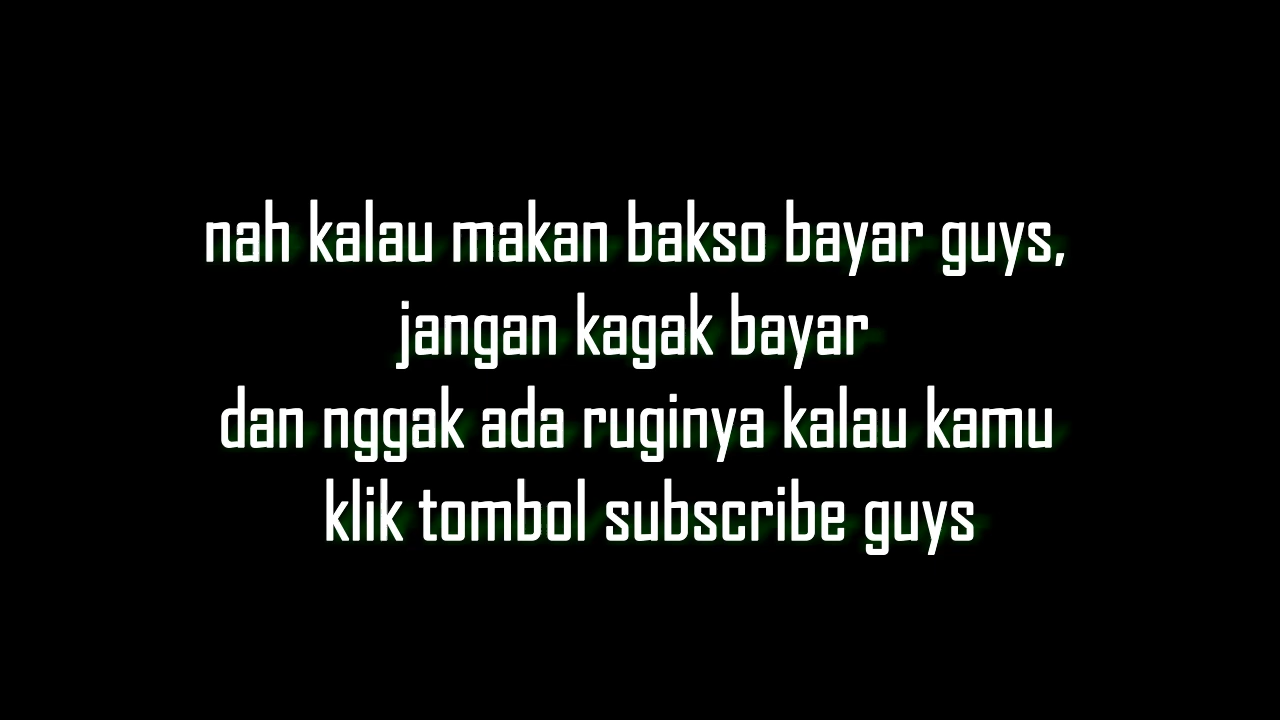 nah kalau makan bakso bayar guys,
jangan kagak bayar
dan nggak ada ruginya kalau kamu
klik tombol subscribe guys